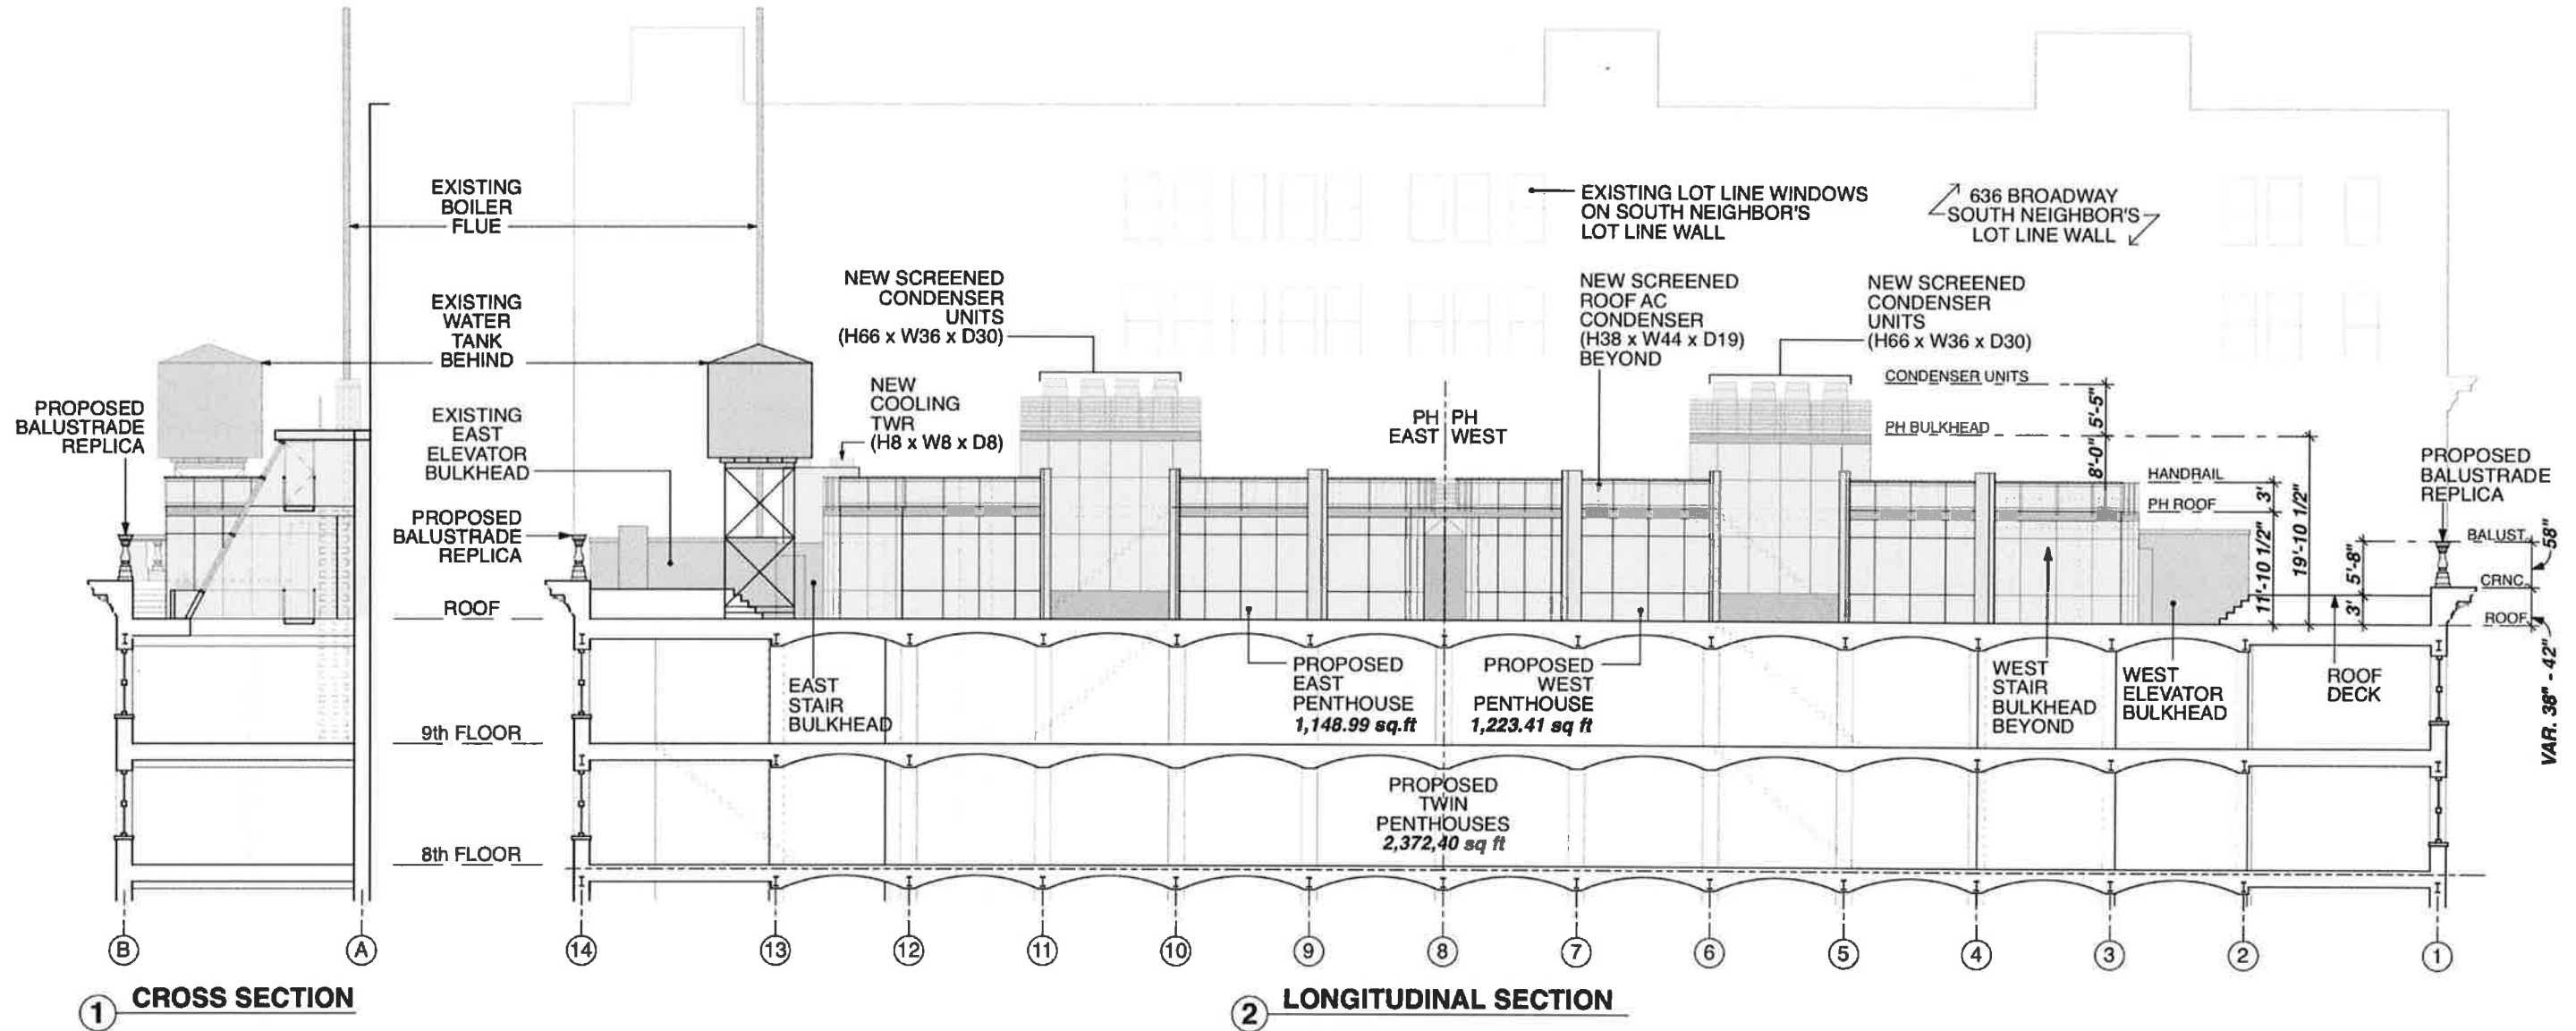 EXISTING
BOILER
FLUE
EXISTING
WATER
TANK
BEHIND
PROPOSED
BALUSTRADE
REPLICA
EXISTING
EAST
ELEVATOR
BULKHEAD
PROPOSED
BALUSTRADE
REPLICA
NEW SCREENED
CONDENSER
UNITS
(H66 x W36 x D30)
NEW
COOLING
TWR
(H8 x W8 x D8)
EXISTING LOT LINE WINDOWS
ON SOUTH NEIGHBOR'S
LOT LINE WALL
636 BROADWAY
SOUTH NEIGHBOR'S
LOT LINE WALL
NEW SCREENED
ROOF AC
CONDENSER
(H38 x W44 x D19)
BEYOND
NEW SCREENED
CONDENSER
UNITS
(H66 x W36 x D30)
PH PH
EAST WEST
CONDENSER UNITS
PH BULKHEAD
HANDRAIL
PH ROOF
5'-5"
8'-0"
3'
11'-10 1/2"
19'-10 1/2"
5'-8"
3'
PROPOSED
BALUSTRADE
REPLICA
BALUST.
CRNC.
ROOF
58"
VAR. 38" - 42"
ROOF
9th FLOOR
8th FLOOR
EAST
STAIR
BULKHEAD
PROPOSED
EAST
PENTHOUSE
1,148.99 sq.ft
PROPOSED
WEST
PENTHOUSE
1,223.41 sq ft
WEST
STAIR
BULKHEAD
BEYOND
WEST
ELEVATOR
BULKHEAD
ROOF
DECK
PROPOSED
TWIN
PENTHOUSES
2,372,40 sq ft
B A 14 13 12 11 10 9 8 7 6 5 4 3 2 1
1 CROSS SECTION
2 LONGITUDINAL SECTION